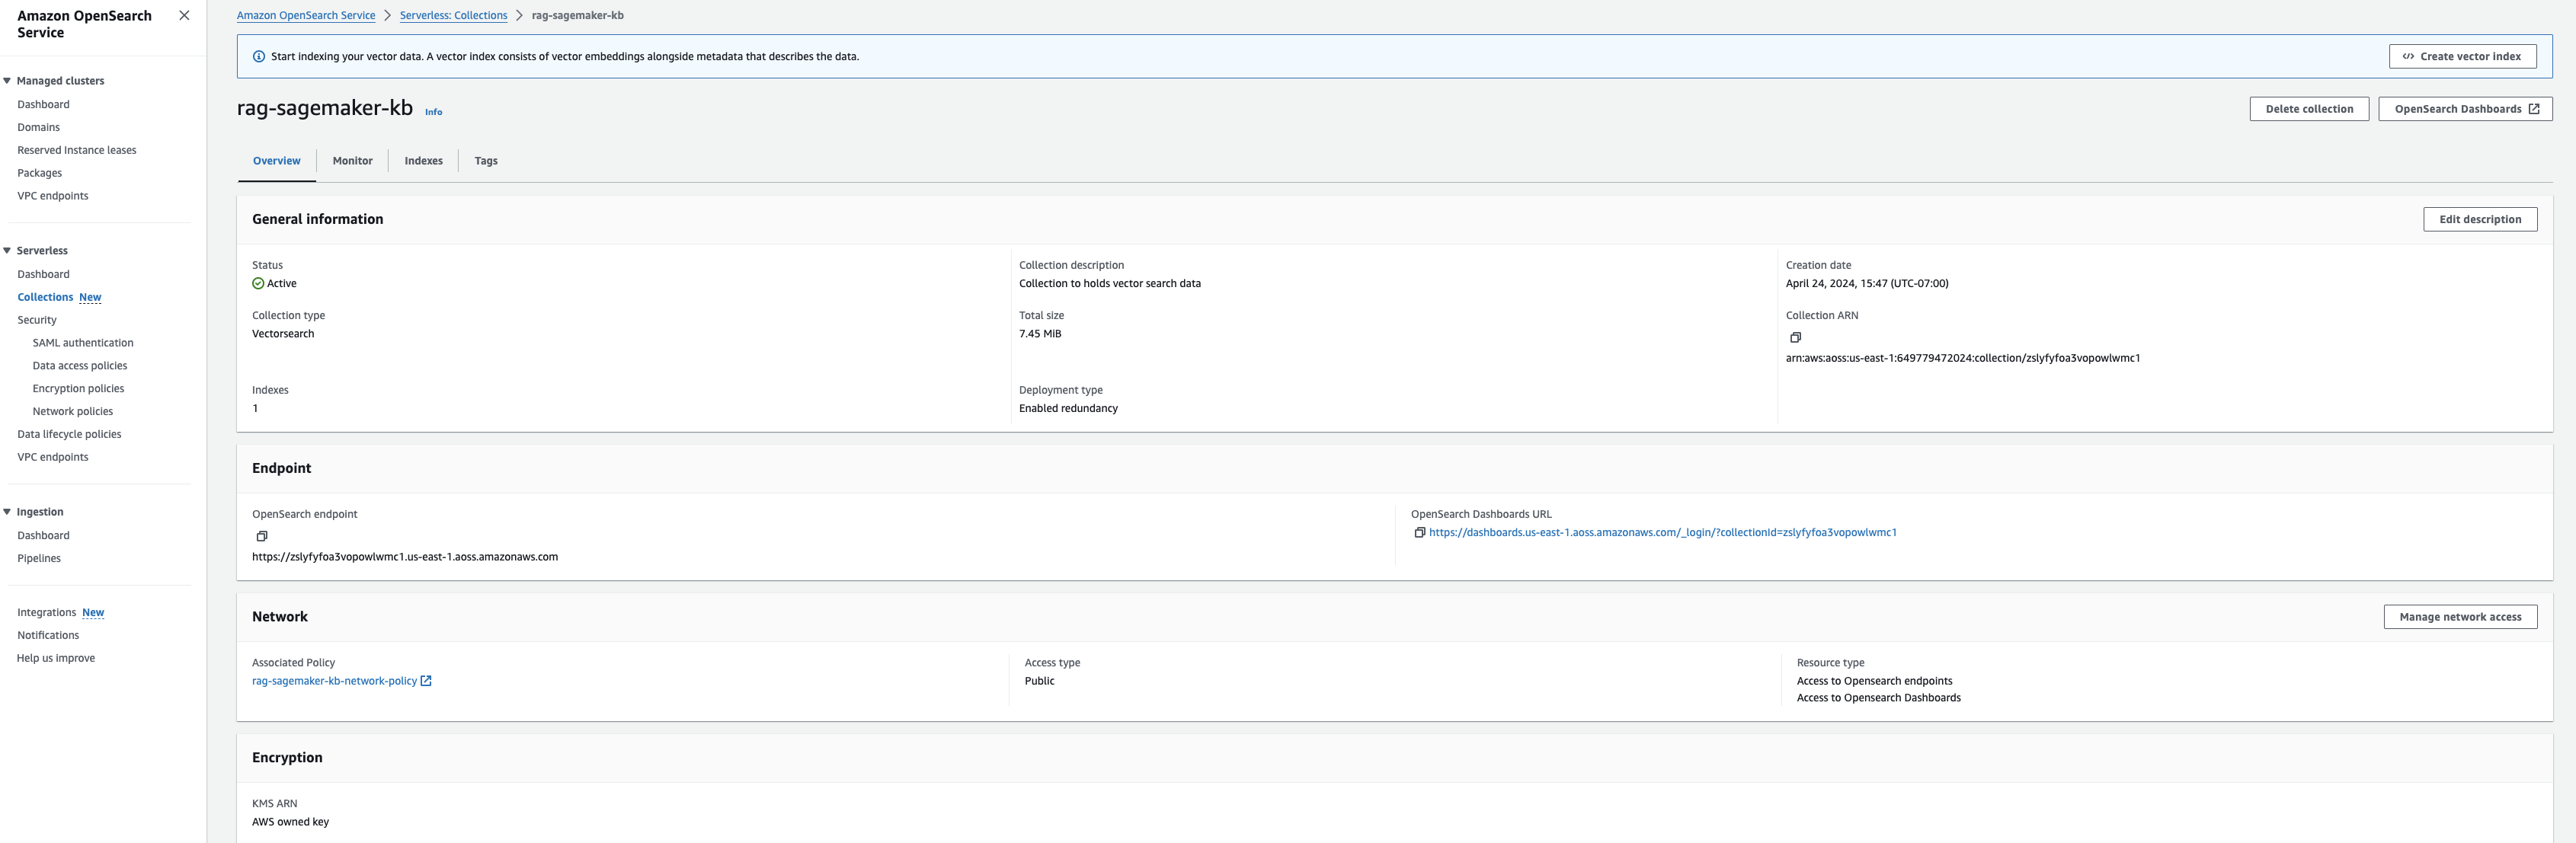 Amazon OpenSearch
Service
Managed clusters
Dashboard
Domains
Reserved Instance leases
Packages
VPC endpoints
Serverless
Dashboard
Collections New
Security
SAML authentication
Data access policies
Encryption policies
Network policies
Data lifecycle policies
VPC endpoints
Ingestion
Dashboard
Pipelines
Integrations New
Notifications
Help us improve
Amazon OpenSearch Service > Serverless: Collections > rag-sagemaker-kb
Start indexing your vector data. A vector index consists of vector embeddings alongside metadata that describes the data.
Create vector index
rag-sagemaker-kb Info
Delete collection
OpenSearch Dashboards
Overview Monitor Indexes Tags
General information
Edit description
Status
Active
Collection type
Vectorsearch
Indexes
1
Collection description
Collection to holds vector search data
Total size
7.45 MiB
Deployment type
Enabled redundancy
Creation date
April 24, 2024, 15:47 (UTC-07:00)
Collection ARN
arn:aws:aoss:us-east-1:649779472024:collection/zslyfyfoa3vopowlwmc1
Endpoint
OpenSearch endpoint
https://zslyfyfoa3vopowlwmc1.us-east-1.aoss.amazonaws.com
OpenSearch Dashboards URL
https://dashboards.us-east-1.aoss.amazonaws.com/_login/?collectionId=zslyfyfoa3vopowlwmc1
Network
Manage network access
Associated Policy
rag-sagemaker-kb-network-policy
Access type
Public
Resource type
Access to Opensearch endpoints
Access to Opensearch Dashboards
Encryption
KMS ARN
AWS owned key